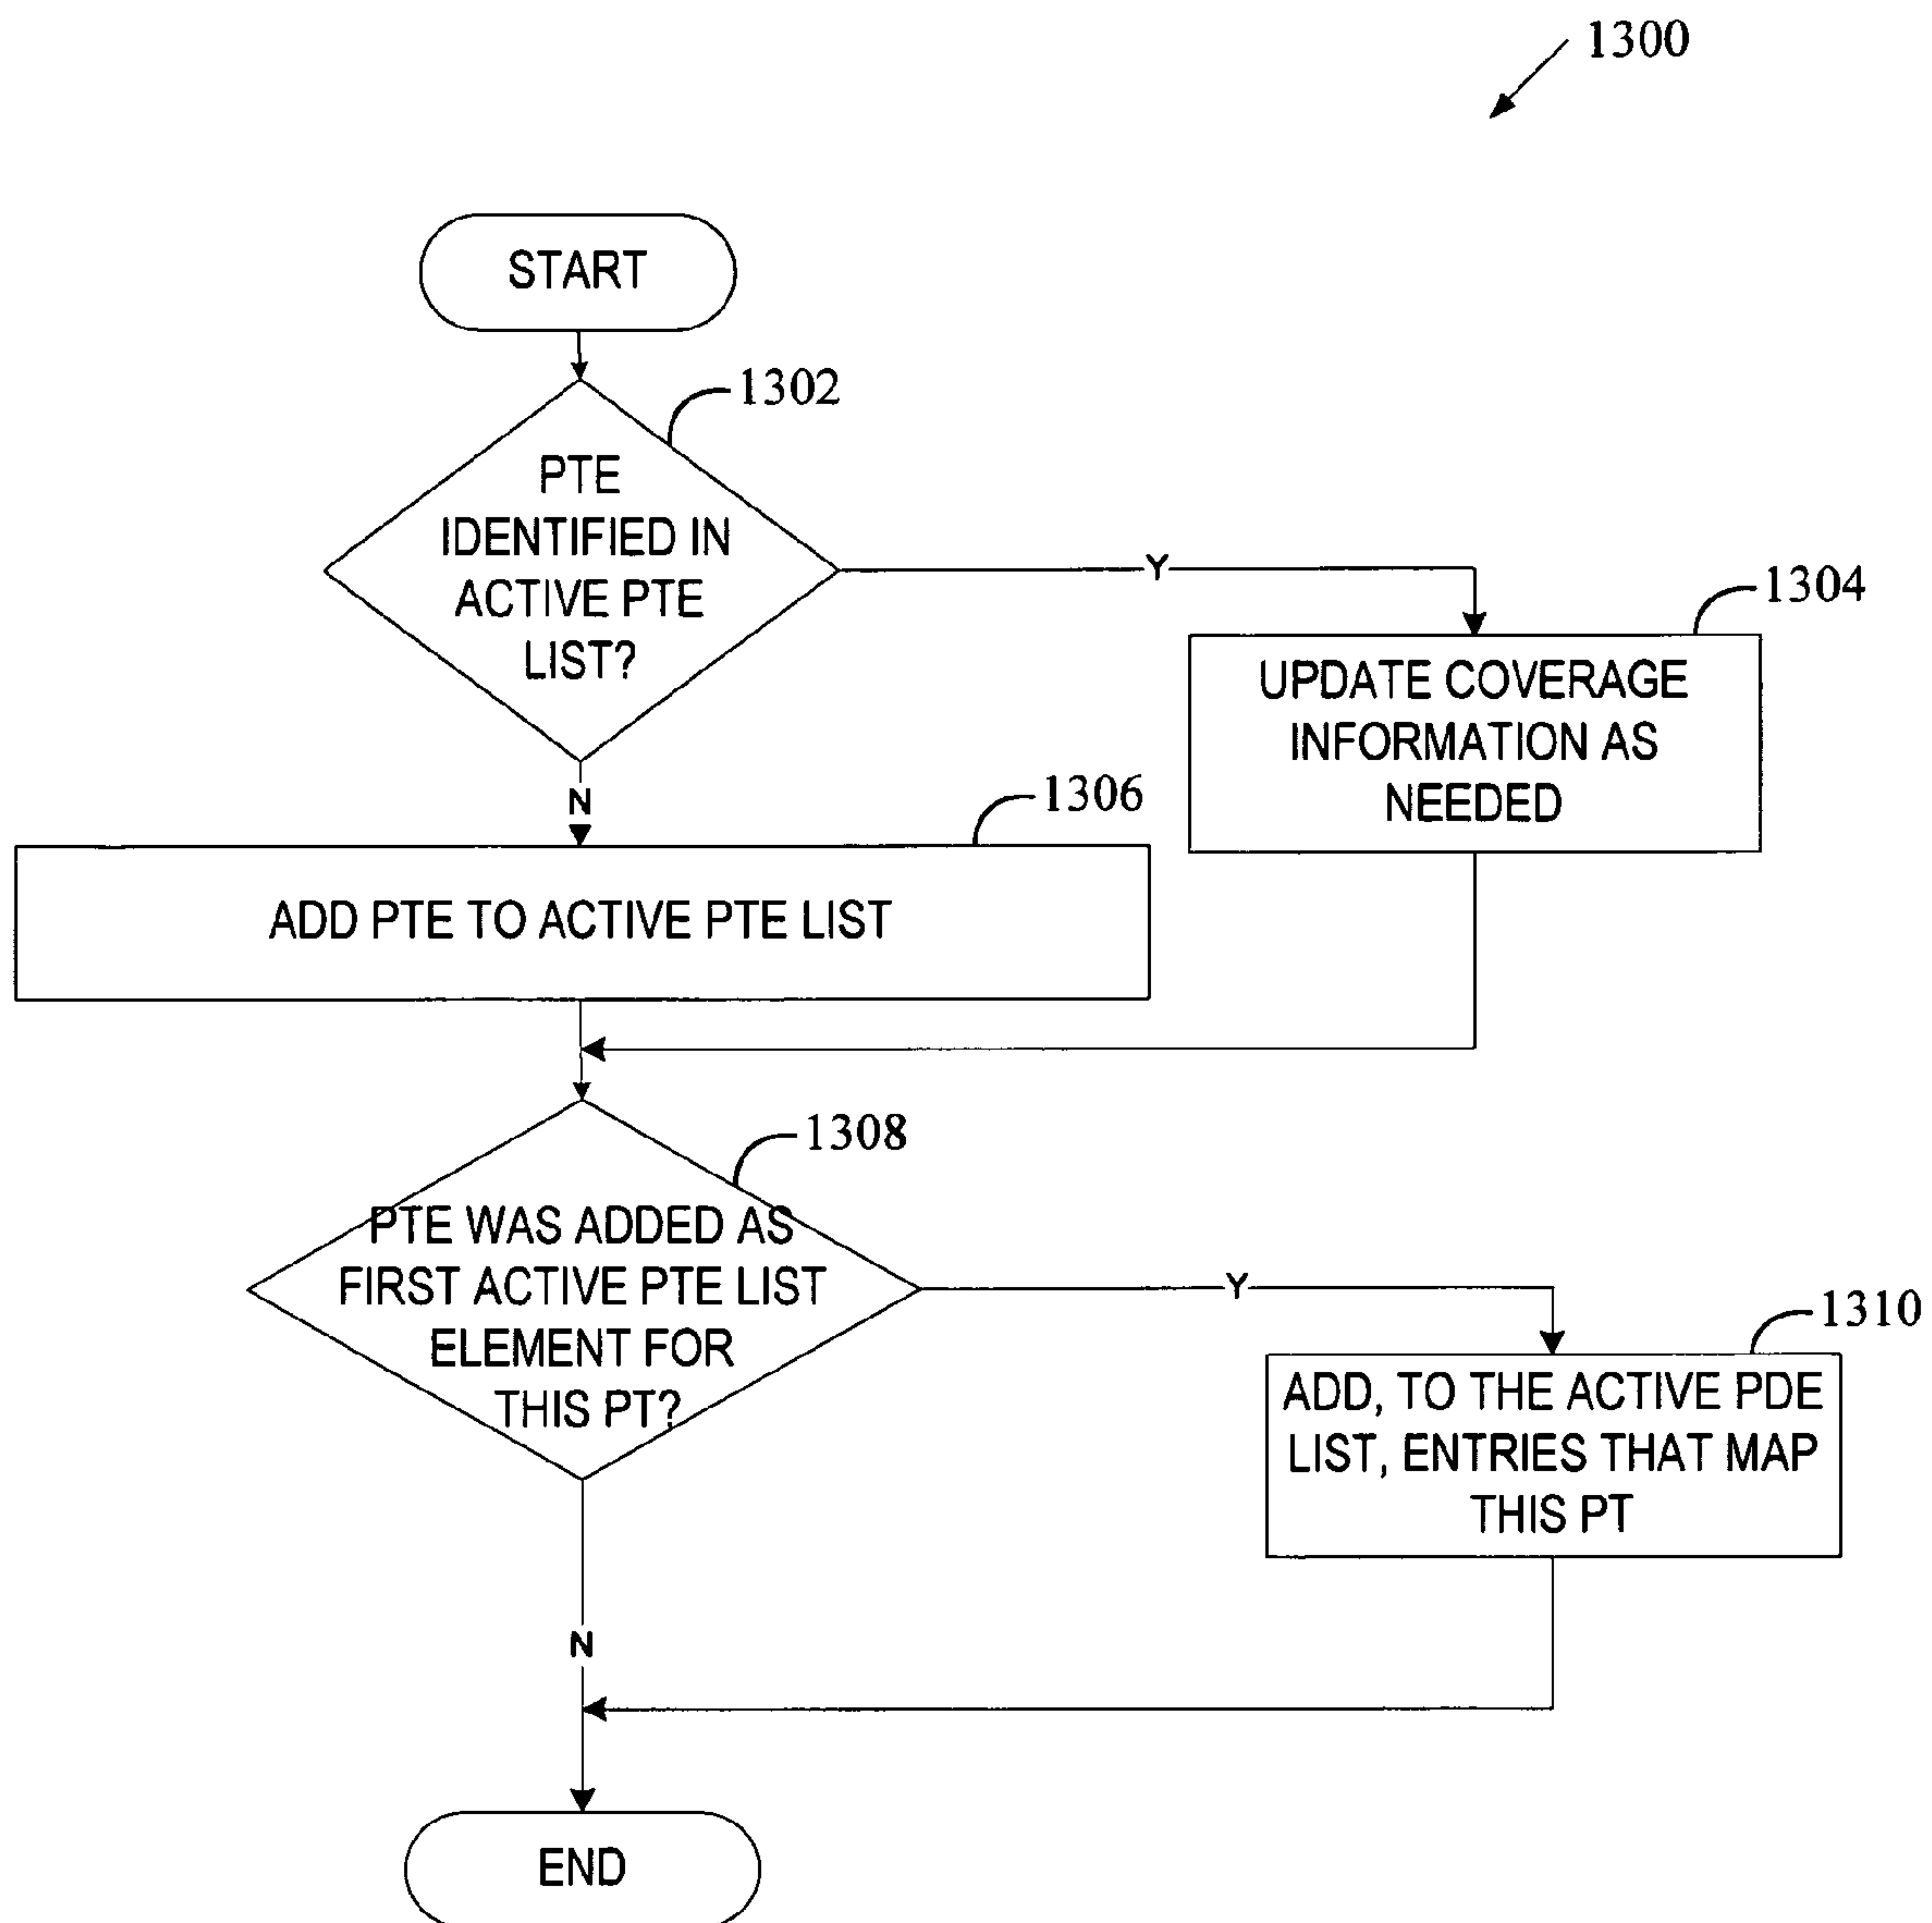 1300
START
1302
PTE
IDENTIFIED IN
ACTIVE PTE
LIST?
Y
1304
UPDATE COVERAGE
INFORMATION AS
NEEDED
N
1306
ADD PTE TO ACTIVE PTE LIST
1308
PTE WAS ADDED AS
FIRST ACTIVE PTE LIST
ELEMENT FOR
THIS PT?
Y
1310
ADD, TO THE ACTIVE PDE
LIST, ENTRIES THAT MAP
THIS PT
N
END